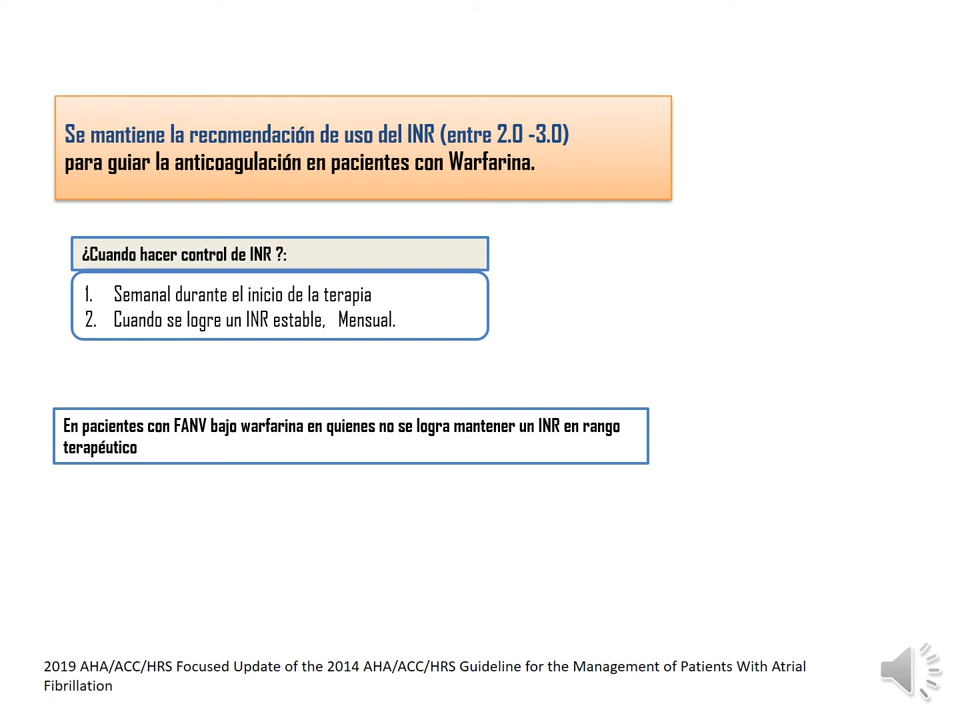 Se mantiene la recomendación de uso del INR (entre 2.0 -3.0)
para guiar la anticoagulación en pacientes con Warfarina.
¿Cuando hacer control de INR ?:
1. Semanal durante el inicio de la terapia
2. Cuando se logre un INR estable, Mensual.
En pacientes con FANV bajo warfarina en quienes no se logra mantener un INR en rango
terapéutico
2019 AHA/ACC/HRS Focused Update of the 2014 AHA/ACC/HRS Guideline for the Management of Patients With Atrial
Fibrillation